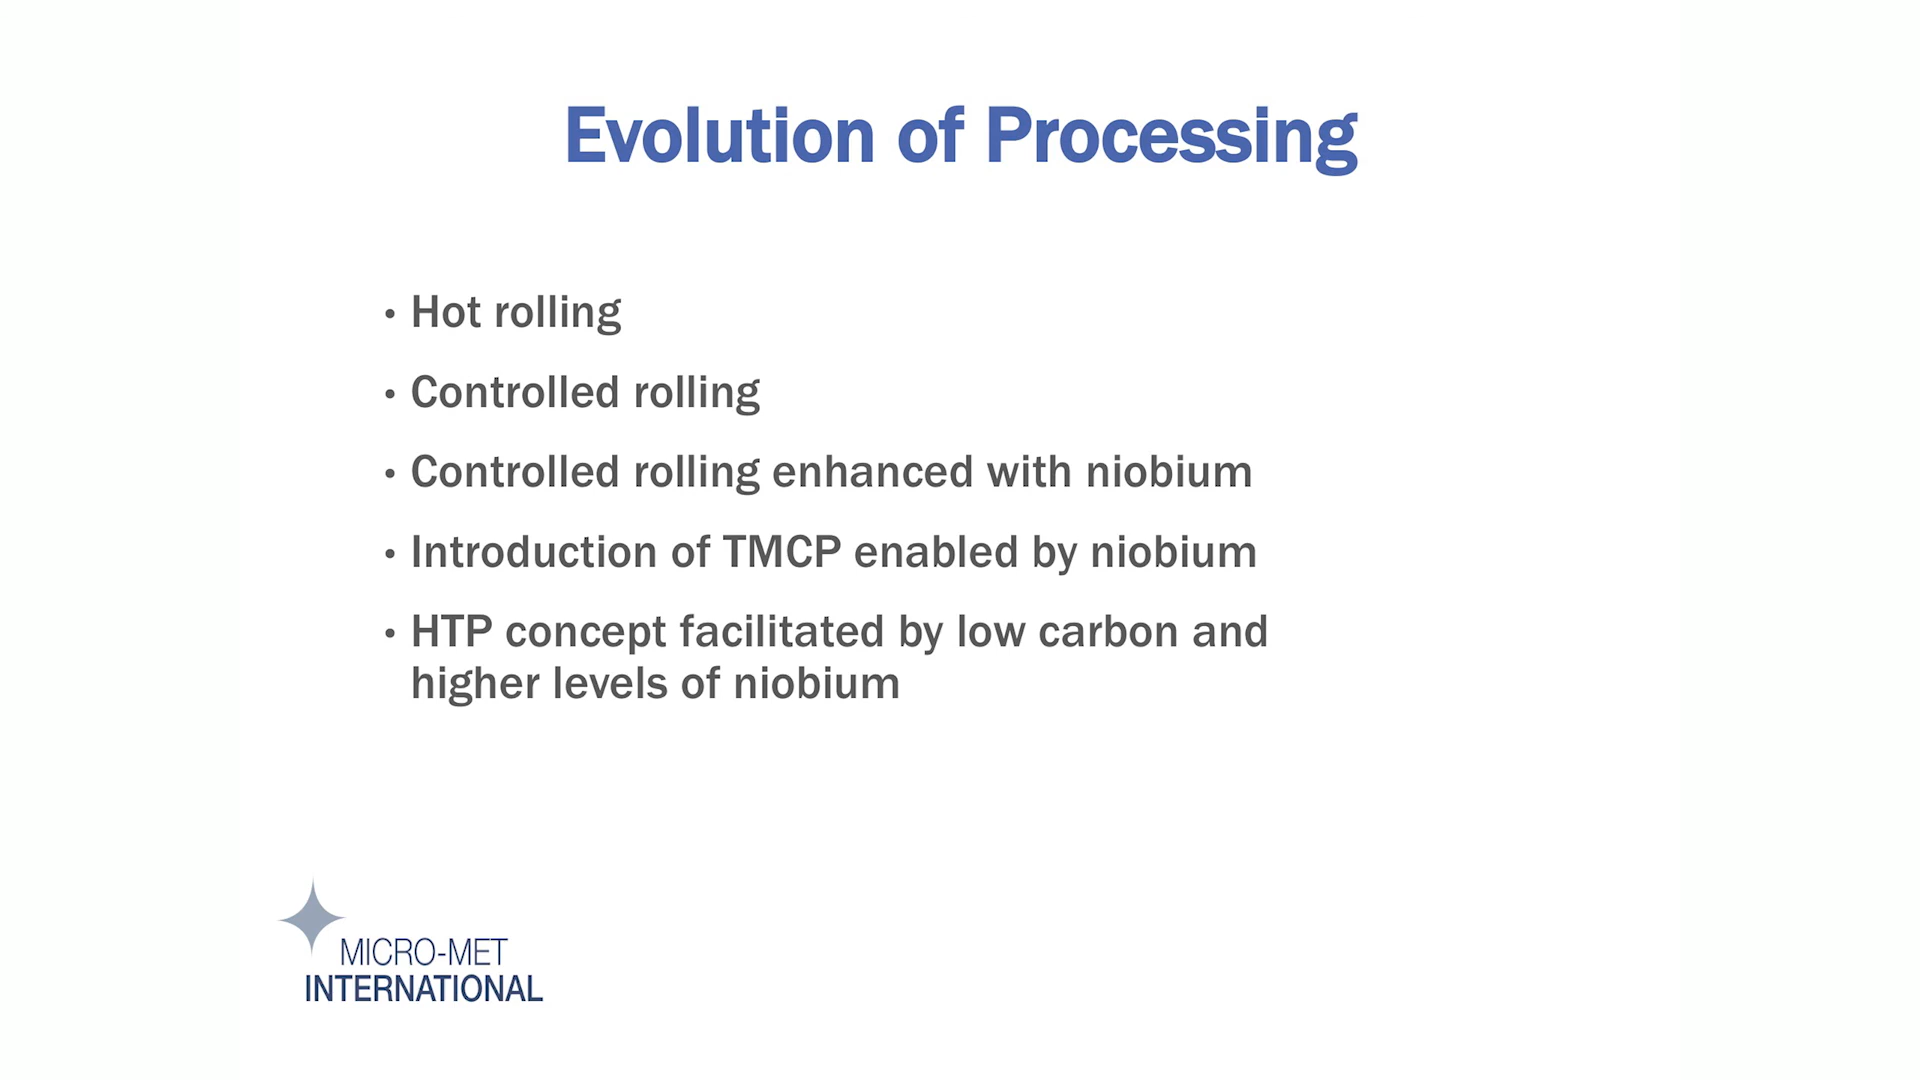 Evolution of Processing
• Hot rolling
• Controlled rolling
• Controlled rolling enhanced with niobium
• Introduction of TMCP enabled by niobium
• HTP concept facilitated by low carbon and
higher levels of niobium
MICRO-MET
INTERNATIONAL